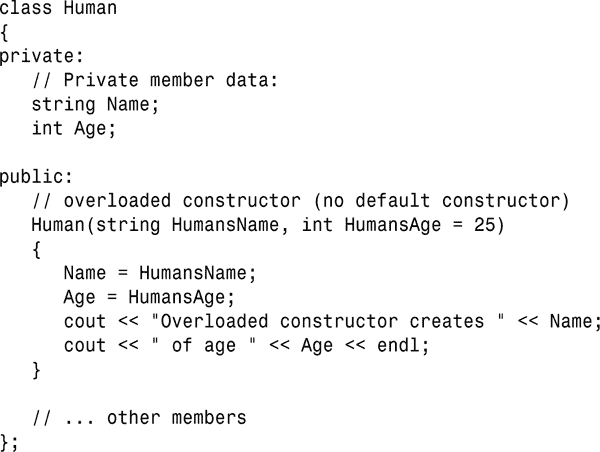 class Human
{
private:
   // Private member data:
   string Name;
   int Age;

public:
   // overloaded constructor (no default constructor)
   Human(string HumansName, int HumansAge = 25)
   {
      Name = HumansName;
      Age = HumansAge;
      cout << "Overloaded constructor creates " << Name;
      cout << " of age " << Age << endl;
   }

   // ... other members
};